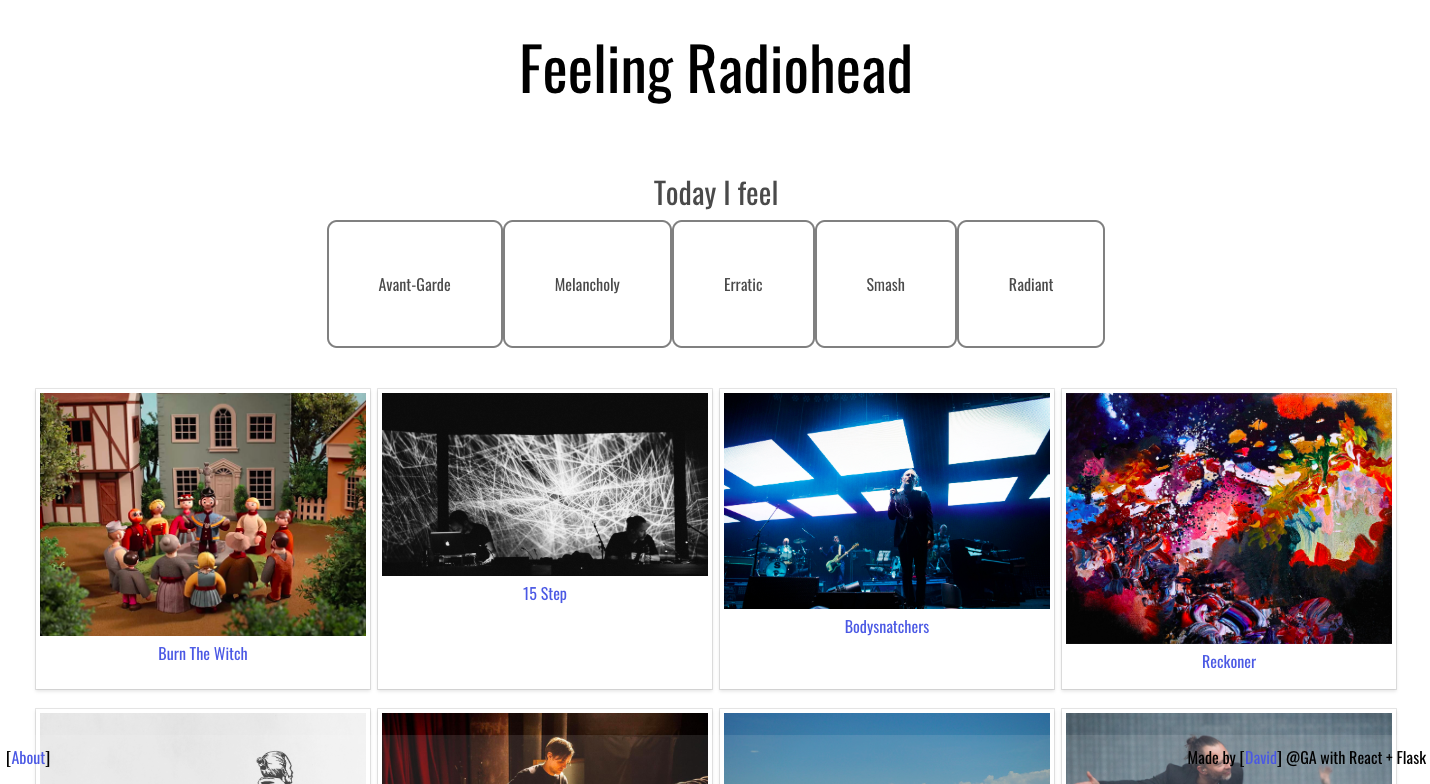 Feeling Radiohead
Today I feel
Avant-Garde
Melancholy
Erratic
Smash
Radiant
Burn The Witch
15 Step
Bodysnatchers
Reckoner
[About]
Made by [David] @GA with React + Flask